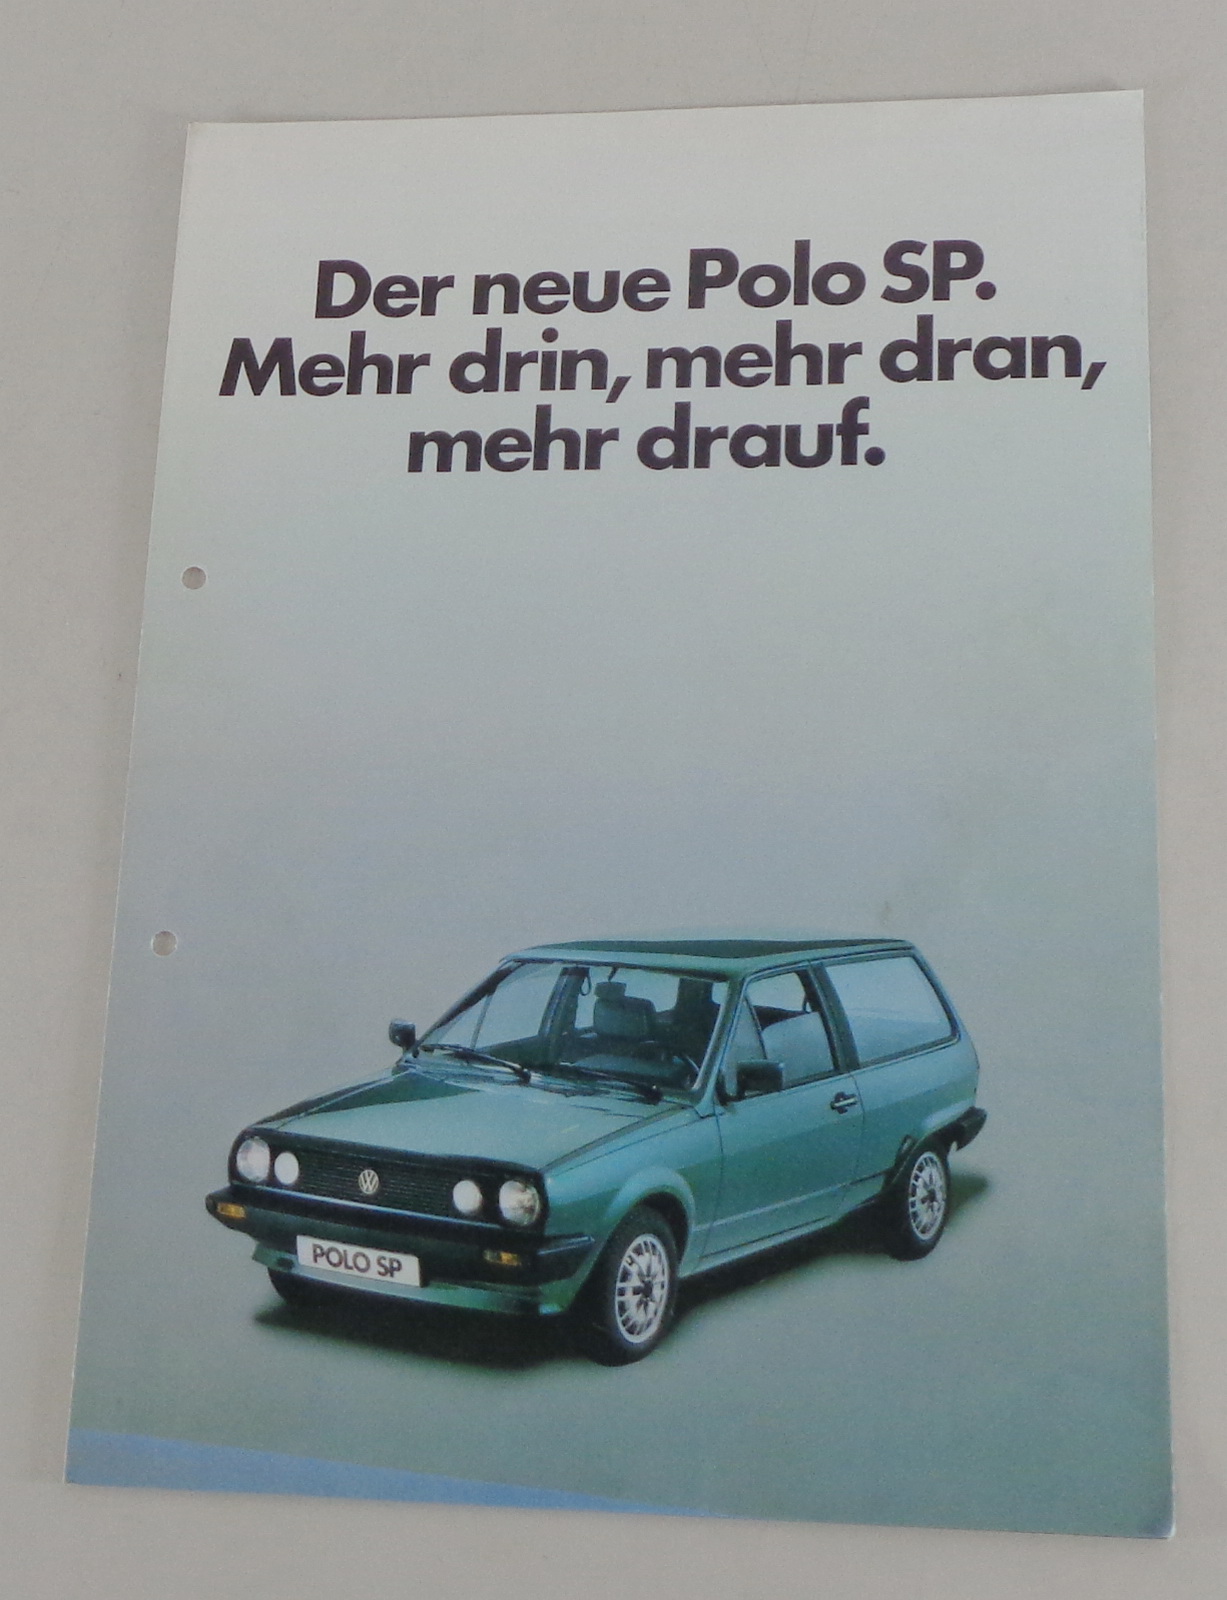 Der neue Polo SP.
Mehr drin, mehr dran,
mehr drauf.
POLO SP